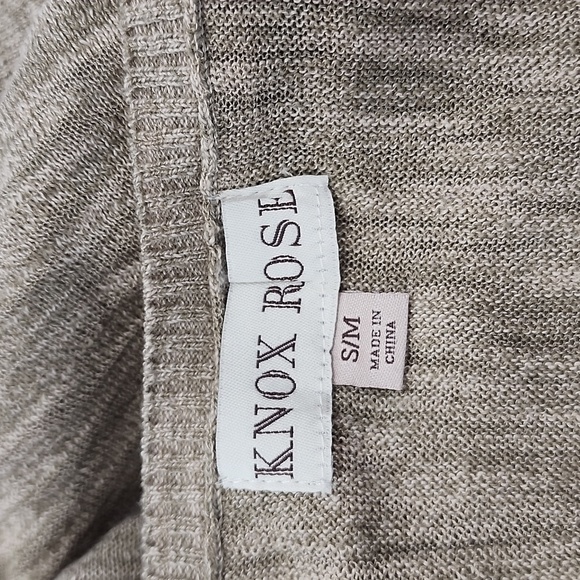 KNOX ROSE
S/M
MADE IN
CHINA